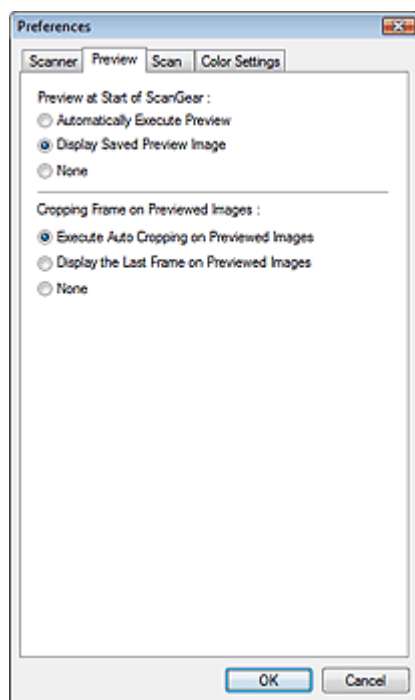 Preferences
Scanner Preview Scan Color Settings
Preview at Start of ScanGear :
Automatically Execute Preview
Display Saved Preview Image
None
Cropping Frame on Previewed Images :
Execute Auto Cropping on Previewed Images
Display the Last Frame on Previewed Images
None
OK Cancel